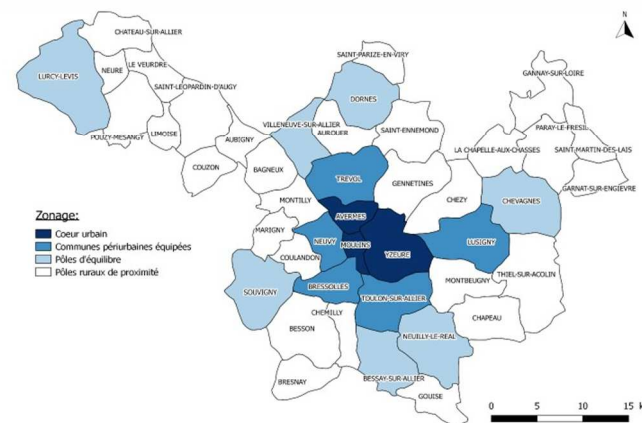 CHATEAU-SUR-ALLIER
N
SAINT-PARIZE-EN-VIRY
LURCY-LEVIS
NEURE
LE VEURDRE
GANNAY-SUR-LOIRE
SAINT-LEOPARDIN-D'AUGY
DORNES
VILLENEUVE-SUR-ALLIER
AUROUER
SAINT-ENNEMOND
PARAY-LE-FRESIL
POUZY-MESANGY
LIMOISE
AUBIGNY
LA CHAPELLE-AUX-CHASSES
SAINT-MARTIN-DES-LAIS
COUZON
BAGNEUX
TREVOL
GENNETINES
CHEZY
CHEVAGNES
GARNAT-SUR-ENGIEVRE
MONTILLY
Zonage:
AVERMES
Coeur urbain
MARIGNY
NEUVY
MOULINS
YZEURE
LUSIGNY
Communes périurbaines équipées
Pôles d'équilibre
COULANDON
Pôles ruraux de proximité
SOUVIGNY
BRESSOLLES
MONTBEUGNY
THIEL-SUR-ACOLIN
TOULON-SUR-ALLIER
CHEMILLY
CHAPEAU
BESSON
NEUILLY-LE-REAL
BRESNAY
BESSAY-SUR-ALLIER
GOUISE
0 5 10 15 k